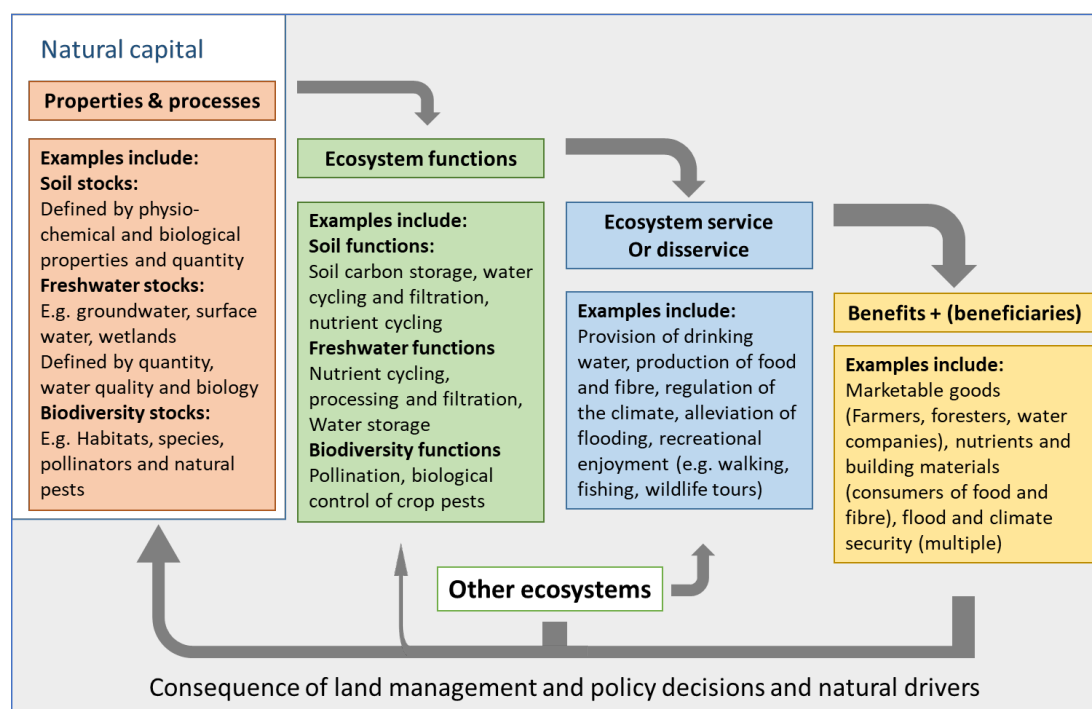 Natural capital
Properties & processes
Examples include:
Soil stocks:
Defined by physio-
chemical and biological
properties and quantity
Freshwater stocks:
E.g. groundwater, surface
water, wetlands
Defined by quantity,
water quality and biology
Biodiversity stocks:
E.g. Habitats, species,
pollinators and natural
pests
Ecosystem functions
Examples include:
Soil functions:
Soil carbon storage, water
cycling and filtration,
nutrient cycling
Freshwater functions
Nutrient cycling,
processing and filtration,
Water storage
Biodiversity functions
Pollination, biological
control of crop pests
Ecosystem service
Or disservice
Examples include:
Provision of drinking
water, production of food
and fibre, regulation of
the climate, alleviation of
flooding, recreational
enjoyment (e.g. walking,
fishing, wildlife tours)
Benefits + (beneficiaries)
Examples include:
Marketable goods
(Farmers, foresters, water
companies), nutrients and
building materials
(consumers of food and
fibre), flood and climate
security (multiple)
Other ecosystems
Consequence of land management and policy decisions and natural drivers